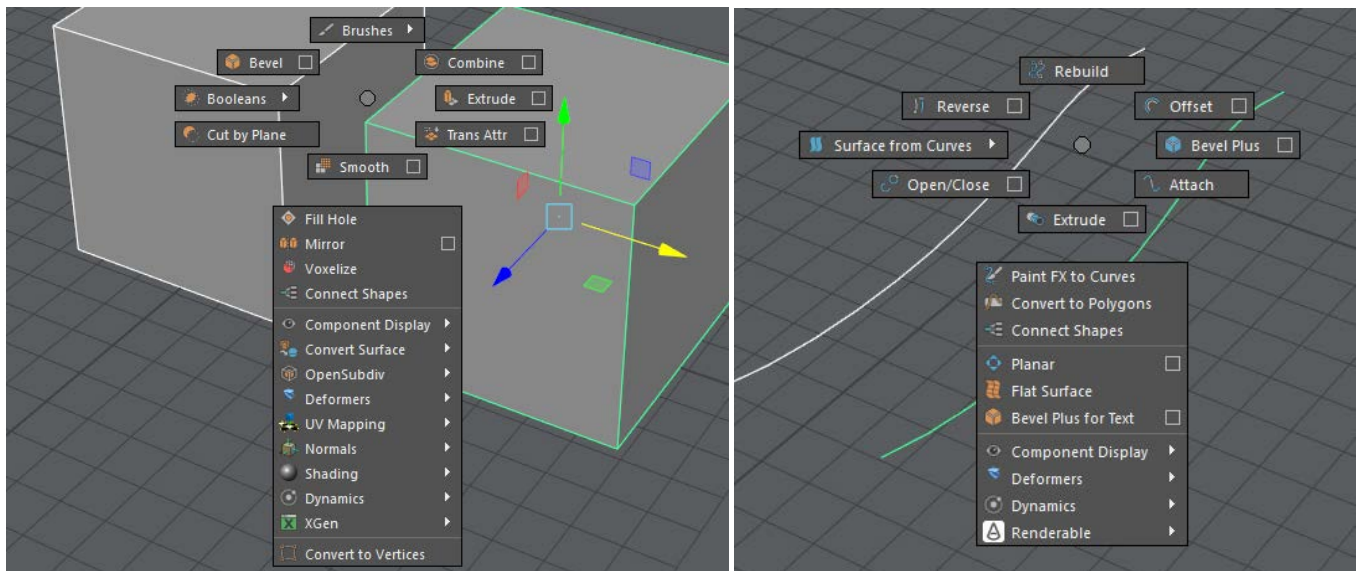 Brushes
Bevel
Combine
Booleans
Extrude
Cut by Plane
Trans Attr
Smooth
Fill Hole
Mirror
Voxelize
Connect Shapes
Component Display
Convert Surface
OpenSubdiv
Deformers
UV Mapping
Normals
Shading
Dynamics
XGen
Convert to Vertices
Rebuild
Reverse
Offset
Surface from Curves
Bevel Plus
Open/Close
Attach
Extrude
Paint FX to Curves
Convert to Polygons
Connect Shapes
Planar
Flat Surface
Bevel Plus for Text
Component Display
Deformers
Dynamics
Renderable